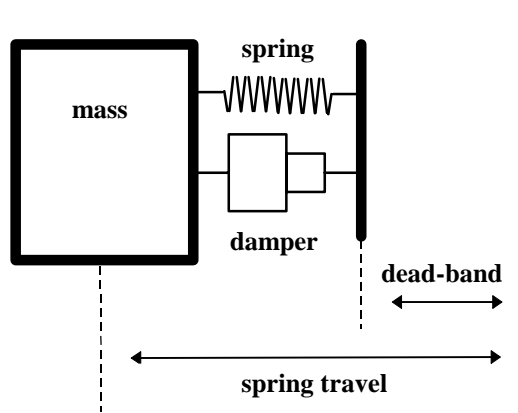 spring
mass
damper
dead-band
spring travel